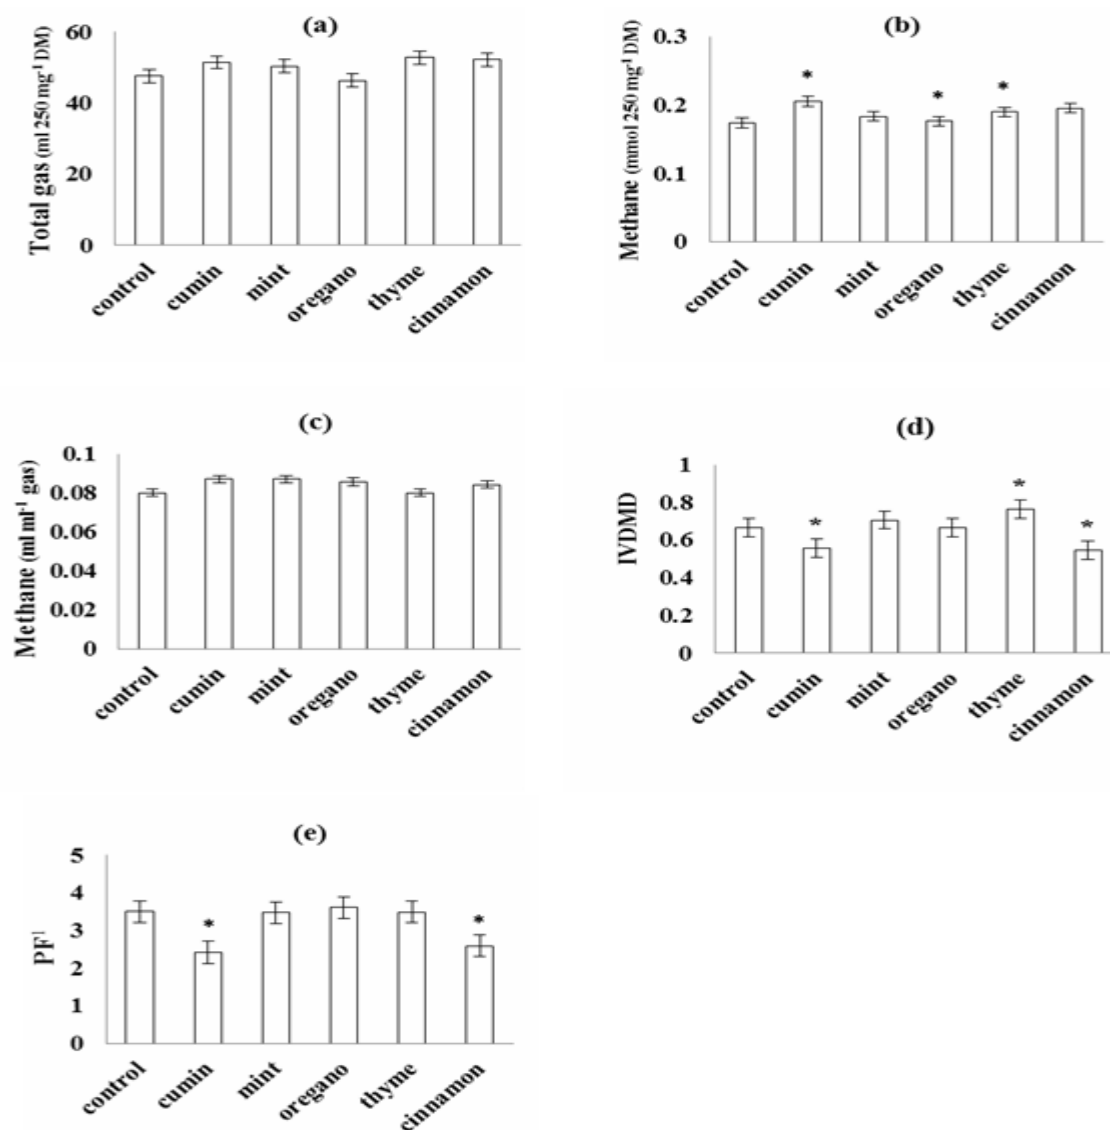 (a)
Total gas (ml 250 mg⁻¹ DM)
60
40
20
0
control
cumin
mint
oregano
thyme
cinnamon
(b)
Methane (mmol 250 mg⁻¹ DM)
0.3
0.2
0.1
0
*
*
*
control
cumin
mint
oregano
thyme
cinnamon
(c)
Methane (ml ml⁻¹ gas)
0.1
0.08
0.06
0.04
0.02
0
control
cumin
mint
oregano
thyme
cinnamon
(d)
IVDMD
1
0.8
0.6
0.4
0.2
0
*
*
*
control
cumin
mint
oregano
thyme
cinnamon
(e)
PF¹
5
4
3
2
1
0
*
*
control
cumin
mint
oregano
thyme
cinnamon